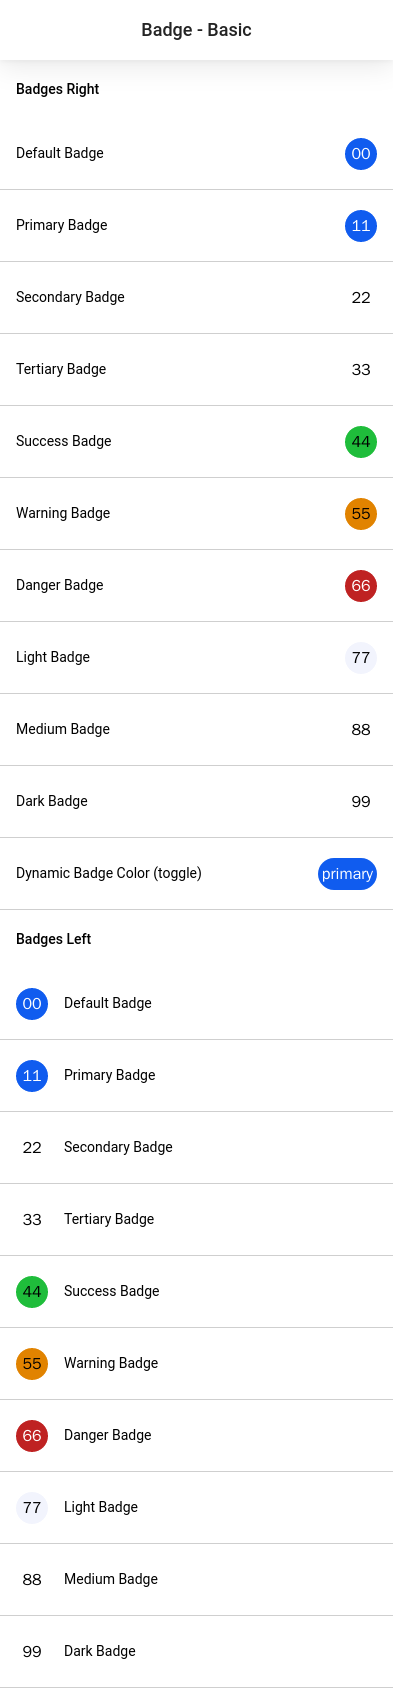 Badge - Basic
Badges Right
Default Badge 00
Primary Badge 11
Secondary Badge 22
Tertiary Badge 33
Success Badge 44
Warning Badge 55
Danger Badge 66
Light Badge 77
Medium Badge 88
Dark Badge 99
Dynamic Badge Color (toggle) primary
Badges Left
00 Default Badge
11 Primary Badge
22 Secondary Badge
33 Tertiary Badge
44 Success Badge
55 Warning Badge
66 Danger Badge
77 Light Badge
88 Medium Badge
99 Dark Badge